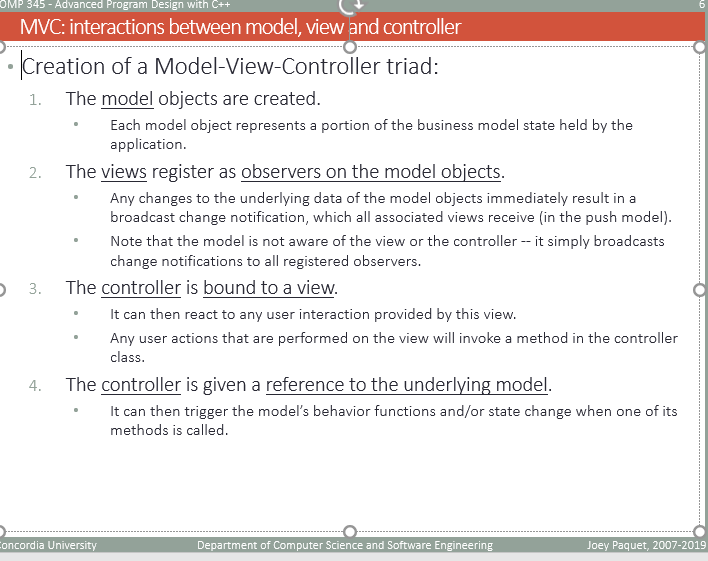 OMP 345 - Advanced Program Design with C++ 6
MVC: interactions between model, view and controller
• Creation of a Model-View-Controller triad:
1. The model objects are created.
• Each model object represents a portion of the business model state held by the
application.
2. The views register as observers on the model objects.
• Any changes to the underlying data of the model objects immediately result in a
broadcast change notification, which all associated views receive (in the push model).
• Note that the model is not aware of the view or the controller -- it simply broadcasts
change notifications to all registered observers.
3. The controller is bound to a view.
• It can then react to any user interaction provided by this view.
• Any user actions that are performed on the view will invoke a method in the controller
class.
4. The controller is given a reference to the underlying model.
• It can then trigger the model's behavior functions and/or state change when one of its
methods is called.
oncordia University Department of Computer Science and Software Engineering Joey Paquet, 2007-2019